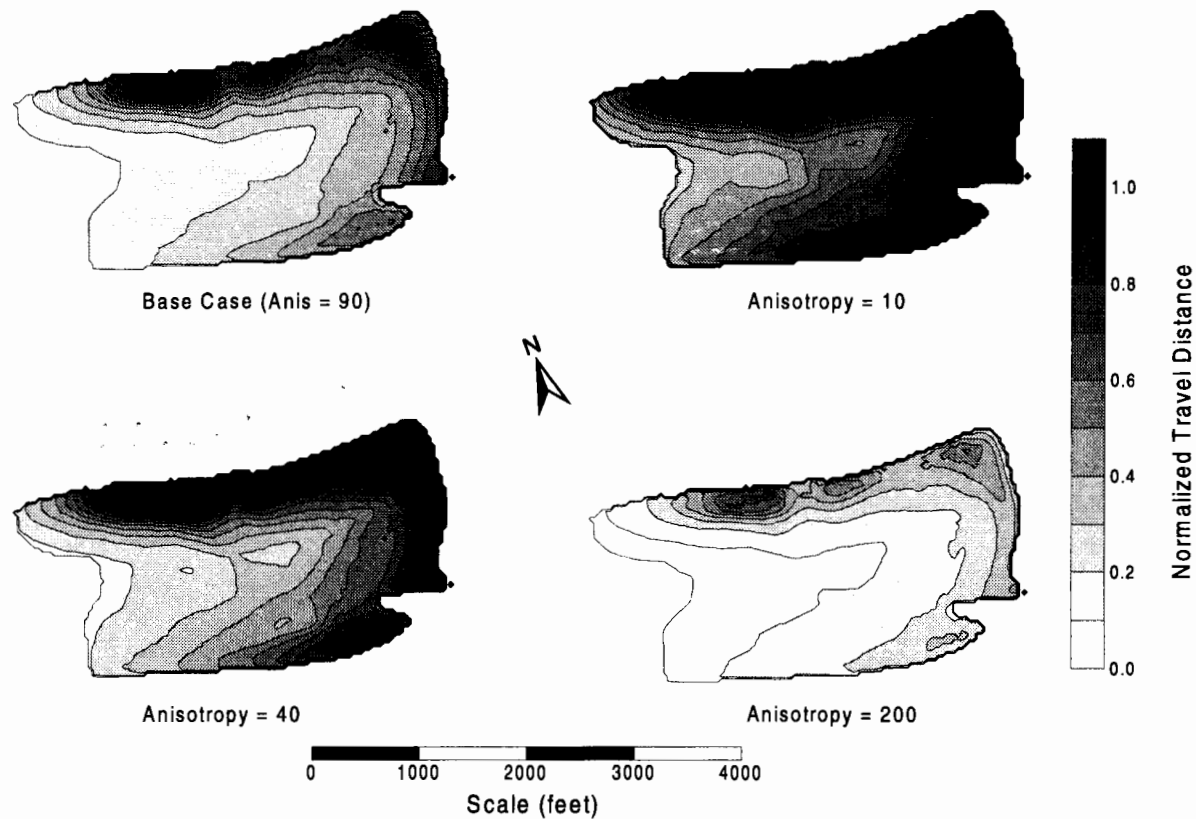 Base Case (Anis = 90)
Anisotropy = 10
N
Anisotropy = 40
Anisotropy = 200
1.0
0.8
0.6
0.4
0.2
0.0
Normalized Travel Distance
0 1000 2000 3000 4000
Scale (feet)